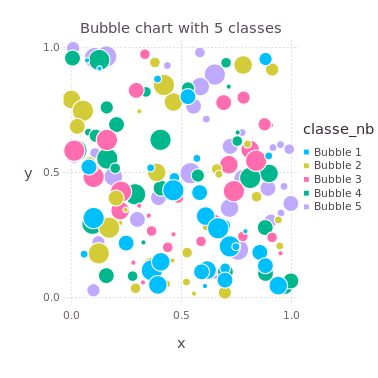 Bubble chart with 5 classes
1.0
0.5
0.0
y
0.0
0.5
1.0
x
classe_nb
Bubble 1
Bubble 2
Bubble 3
Bubble 4
Bubble 5